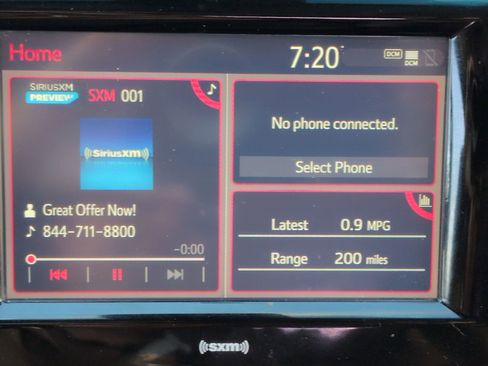 Home
7:20
DCM
DCM
SIRIUSXM
PREVIEW
SXM 001
((SiriusXM))
Great Offer Now!
844-711-8800
-0:00
No phone connected.
Select Phone
Latest 0.9 MPG
Range 200 miles
((sxm))